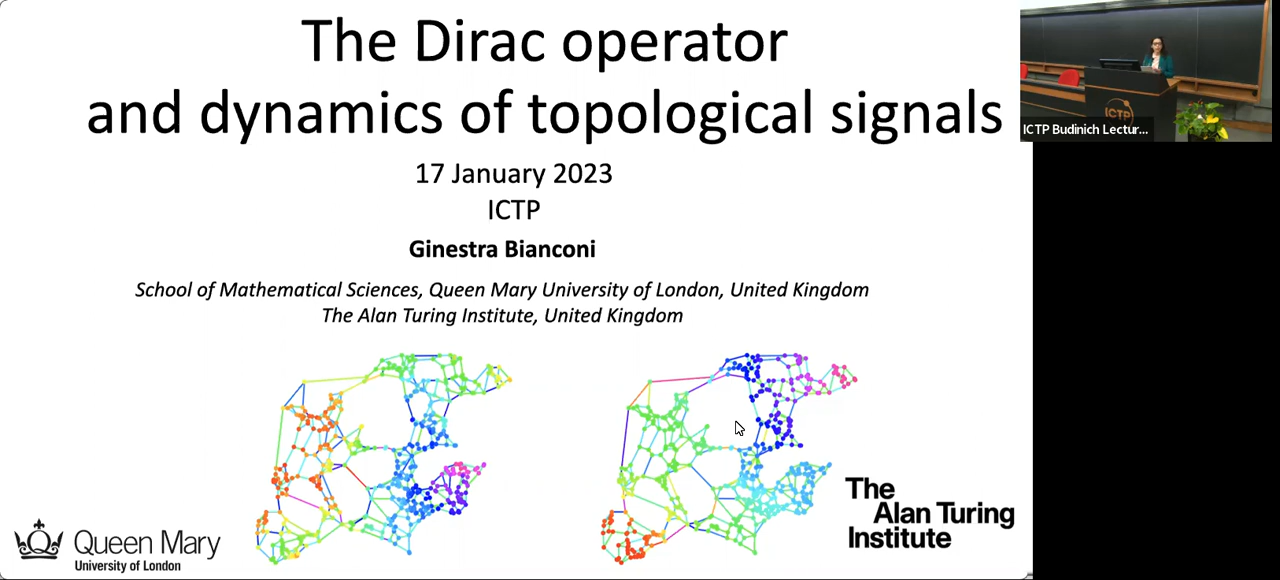 The Dirac operator
and dynamics of topological signals
17 January 2023
ICTP
Ginestra Bianconi
School of Mathematical Sciences, Queen Mary University of London, United Kingdom
The Alan Turing Institute, United Kingdom
Queen Mary
University of London
The
Alan Turing
Institute
ICTP
ICTP Budinich Lectur...